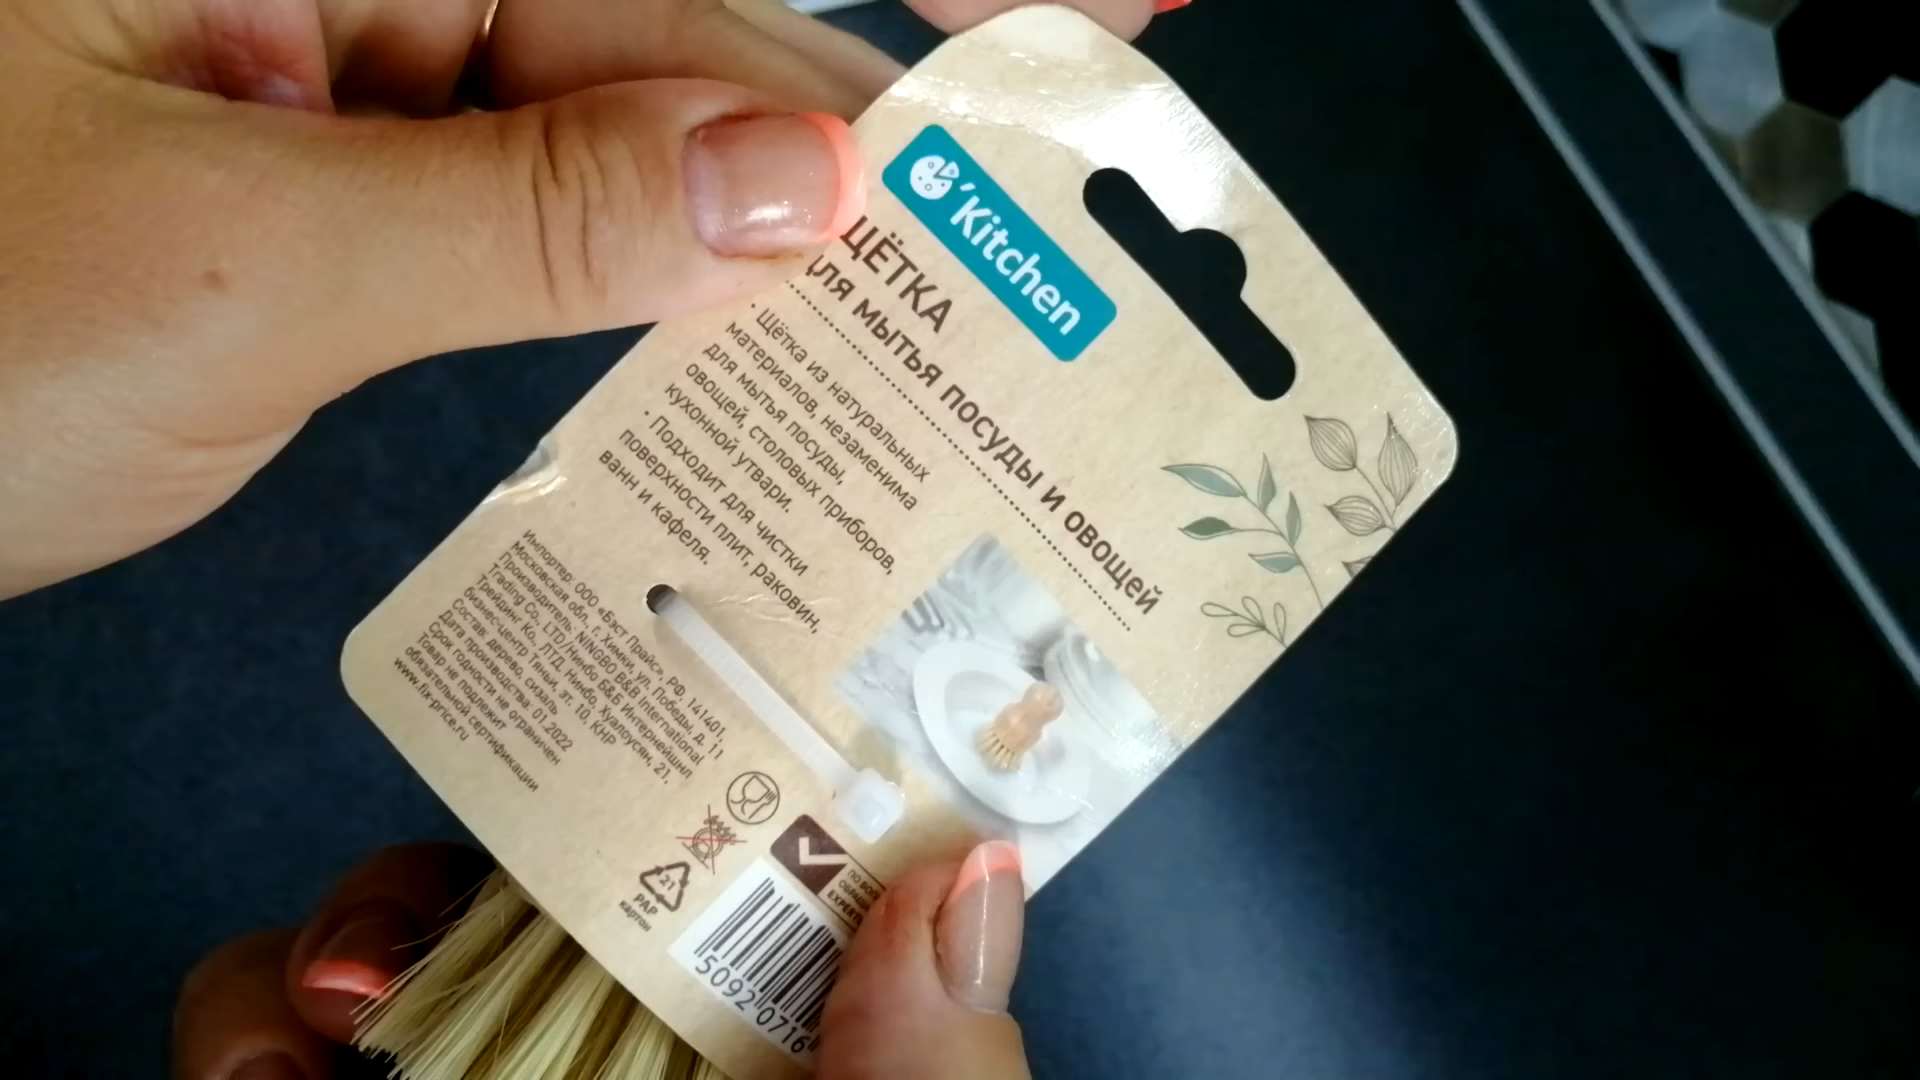 ’Kitchen
ЩЁТКА
для мытья посуды и овощей
· Щётка из натуральных
материалов, незаменима
для мытья посуды,
овощей, столовых приборов,
кухонной утвари.
· Подходит для чистки
поверхности плит, раковин,
ванн и кафеля.
Импортер: ООО «Бэст Прайс», РФ, 141401,
Московская обл., г. Химки, ул. Победы, д. 11
Производитель: NINGBO B&B International
Trading Co., LTD/Нинбо Б&Б Интернейшнл
Трейдинг Ко., ЛТД, Нинбо, Хуалоусян, 21,
бизнес-центр Тяньи, эт. 10, КНР
Состав: дерево, сизаль
Дата производства: 01.2022
Срок годности не ограничен
Товар не подлежит
обязательной сертификации
www.fix-price.ru
21
PAP
картон
ПО
5092 0716